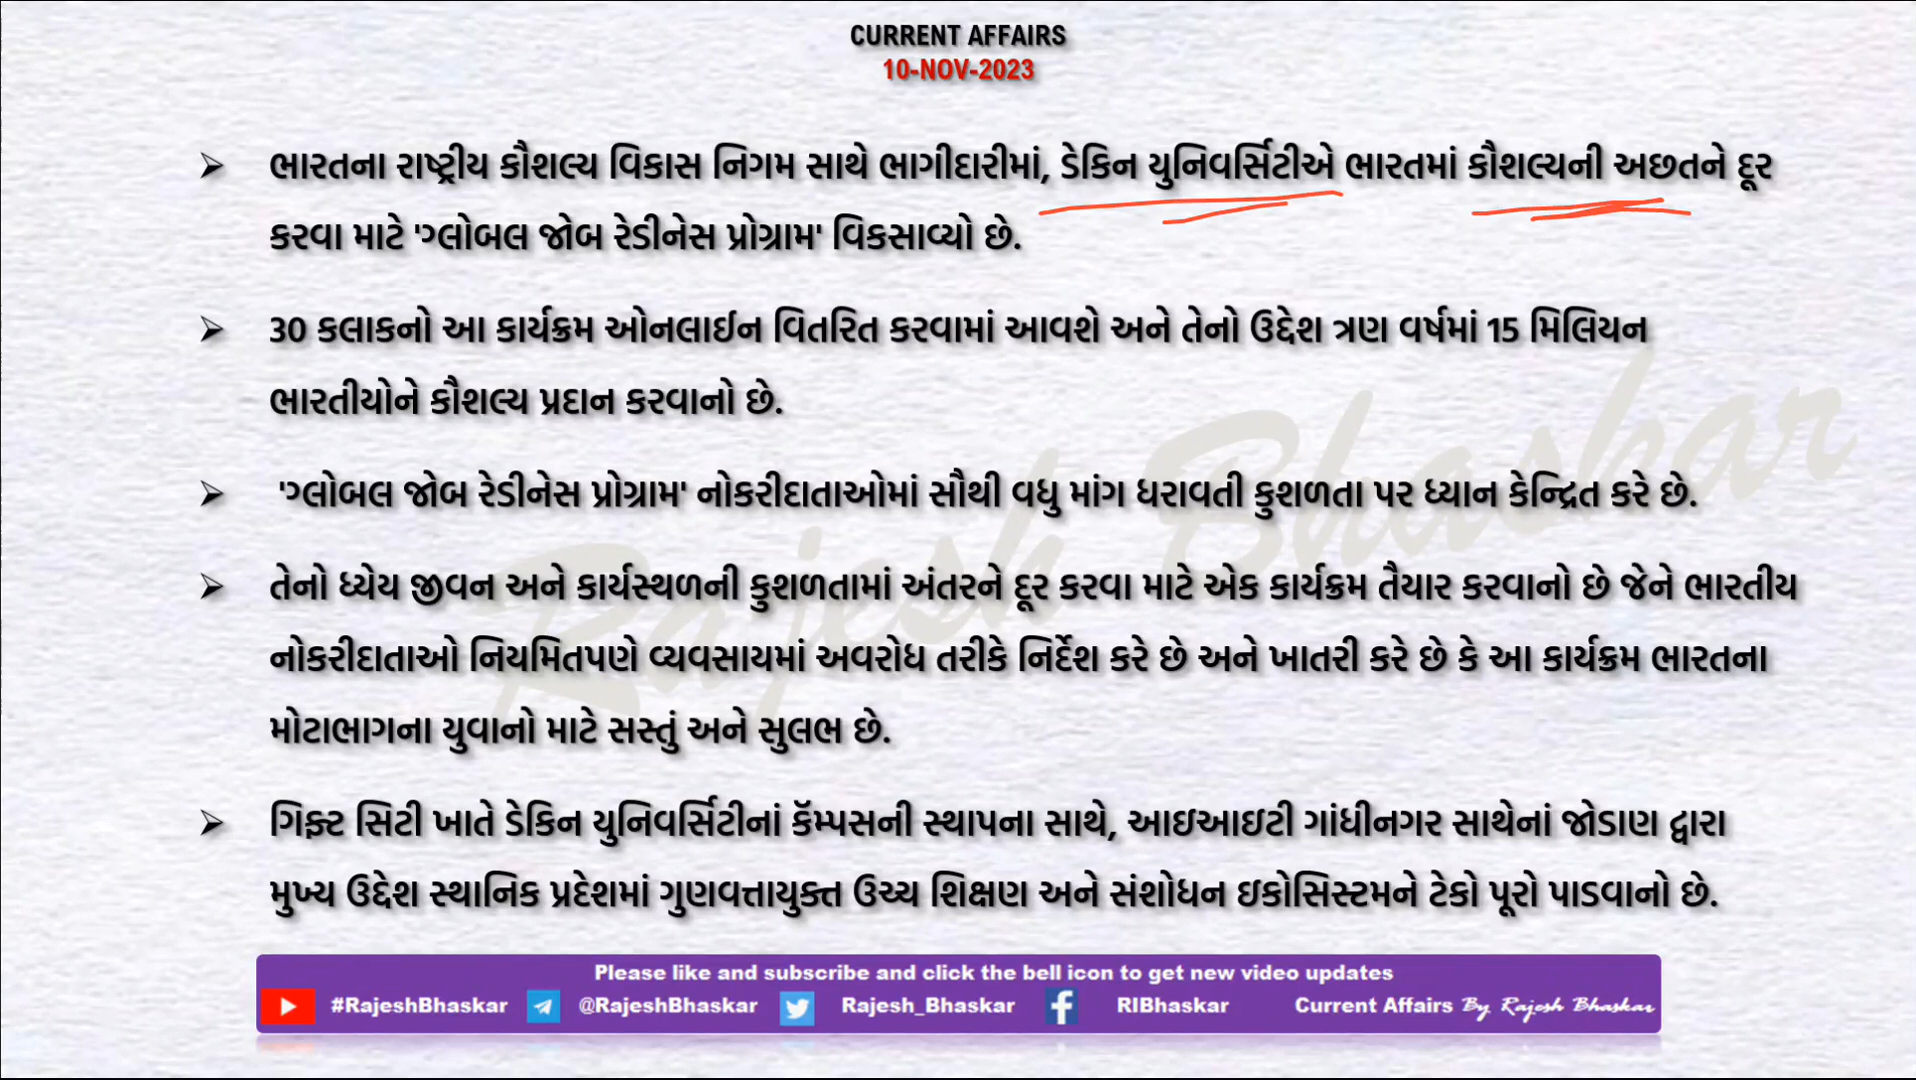 CURRENT AFFAIRS
10-NOV-2023
➢ ભારતના રાષ્ટ્રીય કૌશલ્ય વિકાસ નિગમ સાથે ભાગીદારીમાં, ડેકિન યુનિવર્સિટીએ ભારતમાં કૌશલ્યની અછતને દૂર
કરવા માટે 'ગ્લોબલ જોબ રેડીનેસ પ્રોગ્રામ' વિકસાવ્યો છે.
➢ 30 કલાકનો આ કાર્યક્રમ ઓનલાઈન વિતરિત કરવામાં આવશે અને તેનો ઉદ્દેશ ત્રણ વર્ષમાં 15 મિલિયન
ભારતીયોને કૌશલ્ય પ્રદાન કરવાનો છે.
➢ 'ગ્લોબલ જોબ રેડીનેસ પ્રોગ્રામ' નોકરીદાતાઓમાં સૌથી વધુ માંગ ધરાવતી કુશળતા પર ધ્યાન કેન્દ્રિત કરે છે.
➢ તેનો ધ્યેય જીવન અને કાર્યસ્થળની કુશળતામાં અંતરને દૂર કરવા માટે એક કાર્યક્રમ તૈયાર કરવાનો છે જેને ભારતીય
નોકરીદાતાઓ નિયમિતપણે વ્યવસાયમાં અવરોધ તરીકે નિર્દેશ કરે છે અને ખાતરી કરે છે કે આ કાર્યક્રમ ભારતના
મોટાભાગના યુવાનો માટે સસ્તું અને સુલભ છે.
➢ ગિફ્ટ સિટી ખાતે ડેકિન યુનિવર્સિટીનાં કૅમ્પસની સ્થાપના સાથે, આઇઆઇટી ગાંધીનગર સાથેનાં જોડાણ દ્વારા
મુખ્ય ઉદ્દેશ સ્થાનિક પ્રદેશમાં ગુણવત્તાયુક્ત ઉચ્ચ શિક્ષણ અને સંશોધન ઇકોસિસ્ટમને ટેકો પૂરો પાડવાનો છે.
Rajesh Bhaskar
Please like and subscribe and click the bell icon to get new video updates
#RajeshBhaskar @RajeshBhaskar Rajesh_Bhaskar RIBhaskar Current Affairs By Rajesh Bhaskar